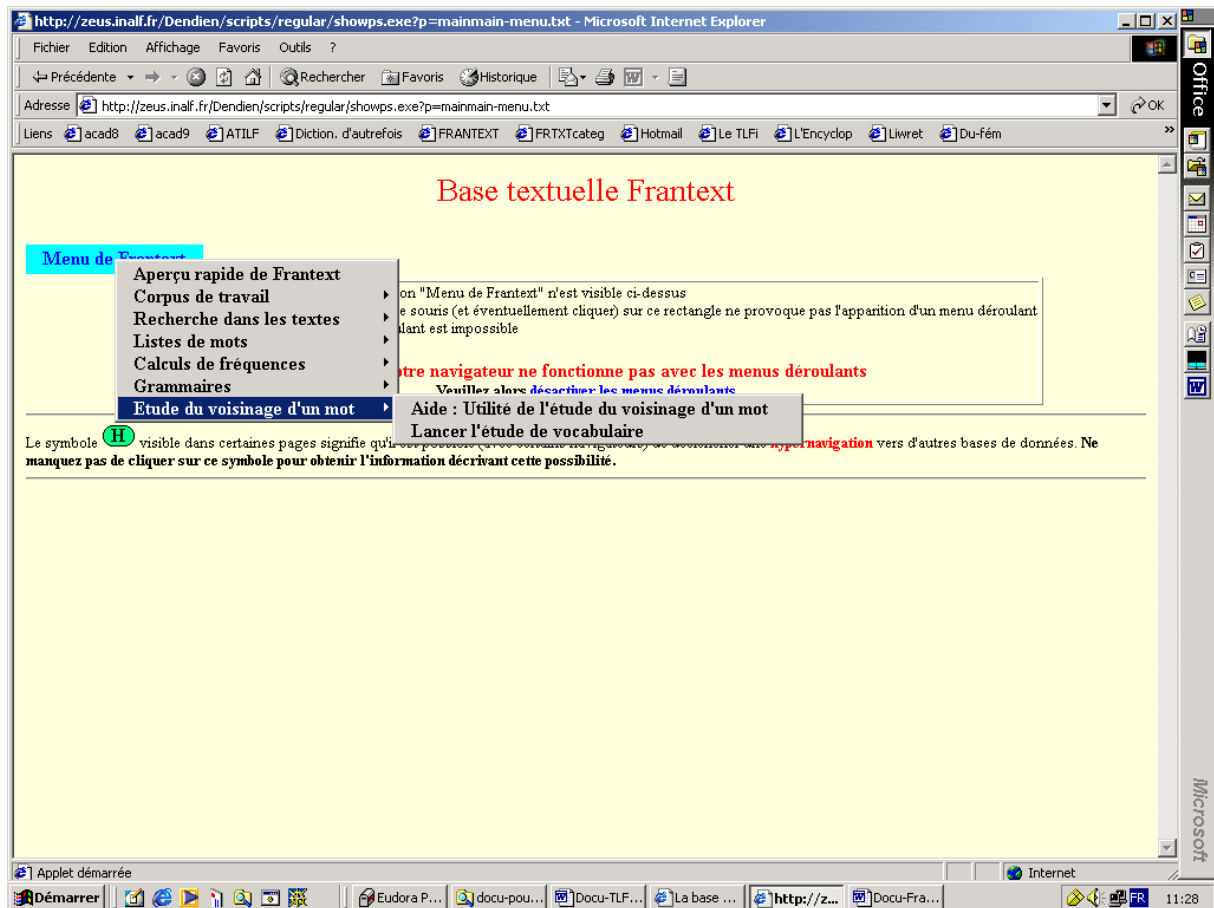 http://zeus.inalf.fr/Dendien/scripts/regular/showps.exe?p=mainmain-menu.txt - Microsoft Internet Explorer
Fichier Edition Affichage Favoris Outils ?
Précédente Rechercher Favoris Historique
Adresse http://zeus.inalf.fr/Dendien/scripts/regular/showps.exe?p=mainmain-menu.txt OK
Liens acad8 acad9 ATILF Diction. d'autrefois FRANTEXT FRTXTcateg Hotmail Le TLFi L'Encyclop Liwret Du-fém »
Office
Base textuelle Frantext
Menu de Frantext
Aperçu rapide de Frantext
Corpus de travail
Recherche dans les textes
Listes de mots
Calculs de fréquences
Grammaires
Etude du voisinage d'un mot
Aide : Utilité de l'étude du voisinage d'un mot
Lancer l'étude de vocabulaire
on "Menu de Frantext" n'est visible ci-dessus
souris (et éventuellement cliquer) sur ce rectangle ne provoque pas l'apparition d'un menu déroulant
est impossible
navigateur ne fonctionne pas avec les menus déroulants
Veuillez alors désactiver les menus déroulants
Le symbole H visible dans certaines pages signifie hypernavigation vers d'autres bases de données. Ne
manquez pas de cliquer sur ce symbole pour obtenir l'information décrivant cette possibilité.
Microsoft
Applet démarrée Internet
Démarrer Eudora P... docu-pou... Docu-TLF... La base ... http://z... Docu-Fra... FR 11:28